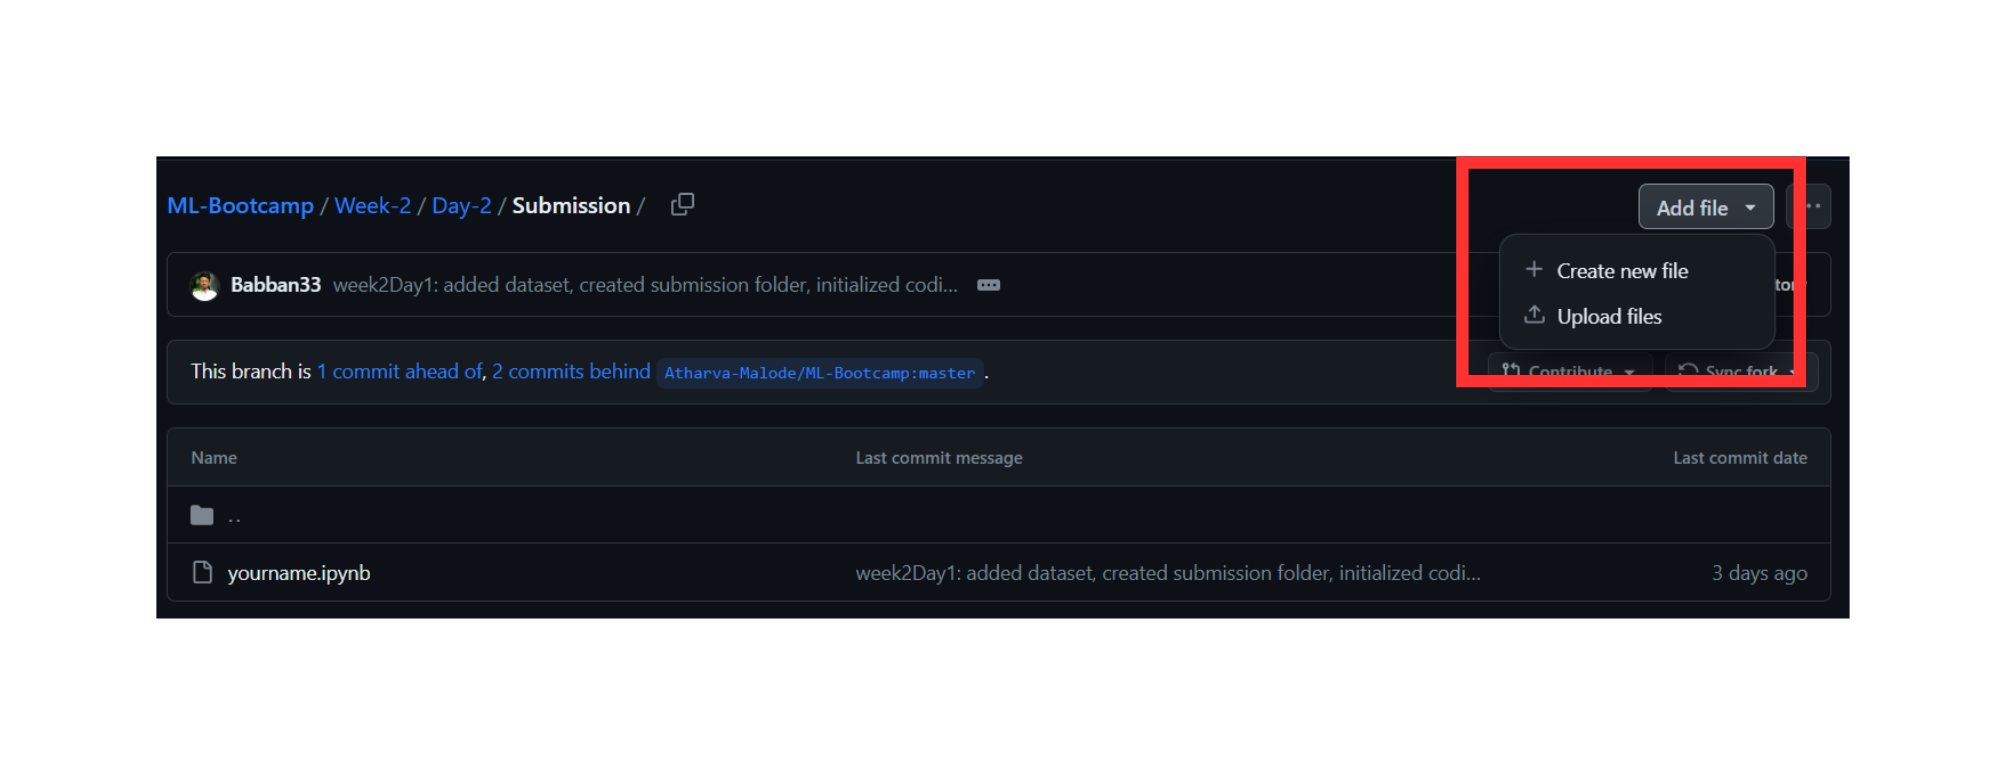 ML-Bootcamp / Week-2 / Day-2 / Submission /
Add file
Create new file
Upload files
Babban33 week2Day1: added dataset, created submission folder, initialized codi...
This branch is 1 commit ahead of, 2 commits behind Atharva-Malode/ML-Bootcamp:master .
Contribute
Sync fork
Name Last commit message Last commit date
..
yourname.ipynb week2Day1: added dataset, created submission folder, initialized codi... 3 days ago